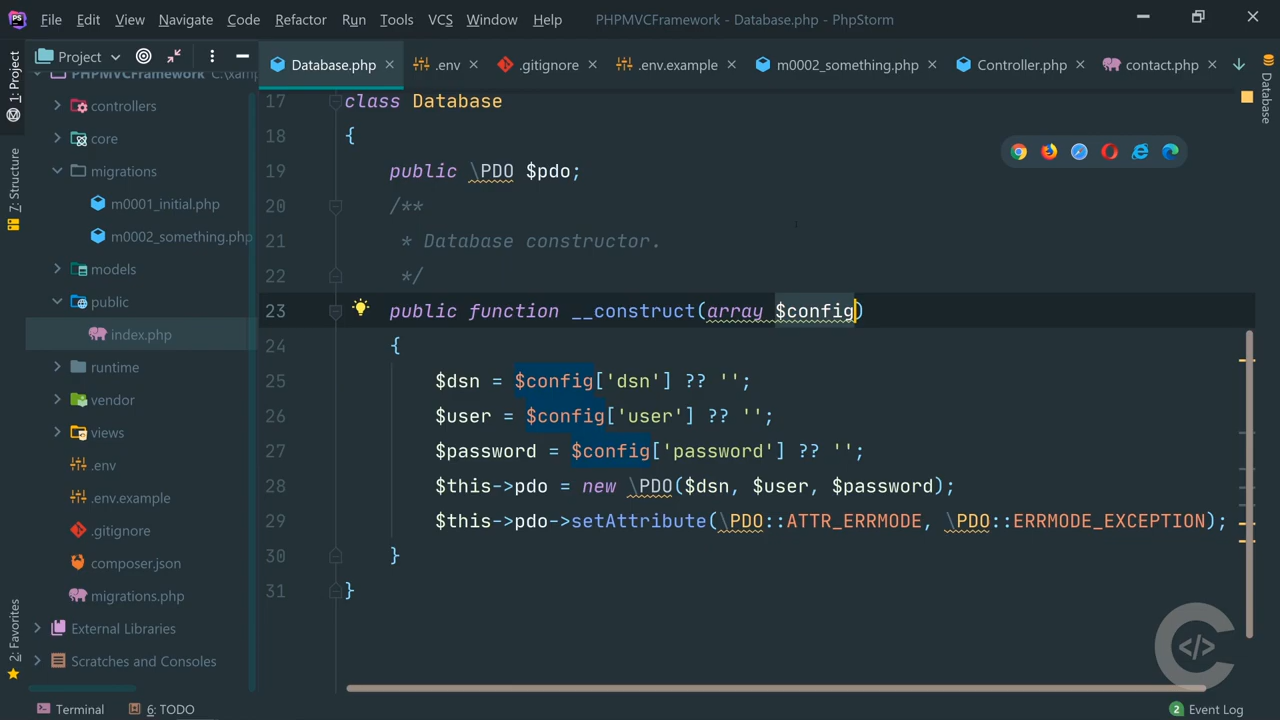 PS File Edit View Navigate Code Refactor Run Tools VCS Window Help PHPMVCFramework - Database.php - PhpStorm
Project
Database.php .env .gitignore .env.example m0002_something.php Controller.php contact.php
1: Project
7: Structure
2: Favorites
Database
PHPMVCFramework C:\xamp
controllers
core
migrations
m0001_initial.php
m0002_something.php
models
public
index.php
runtime
vendor
views
.env
.env.example
.gitignore
composer.json
migrations.php
External Libraries
Scratches and Consoles
17 class Database
18 {
19 public \PDO $pdo;
20 /**
21 * Database constructor.
22 */
23 public function __construct(array $config)
24 {
25 $dsn = $config['dsn'] ?? '';
26 $user = $config['user'] ?? '';
27 $password = $config['password'] ?? '';
28 $this->pdo = new \PDO($dsn, $user, $password);
29 $this->pdo->setAttribute(\PDO::ATTR_ERRMODE, \PDO::ERRMODE_EXCEPTION);
30 }
31 }
</>
Terminal 6: TODO 2 Event Log